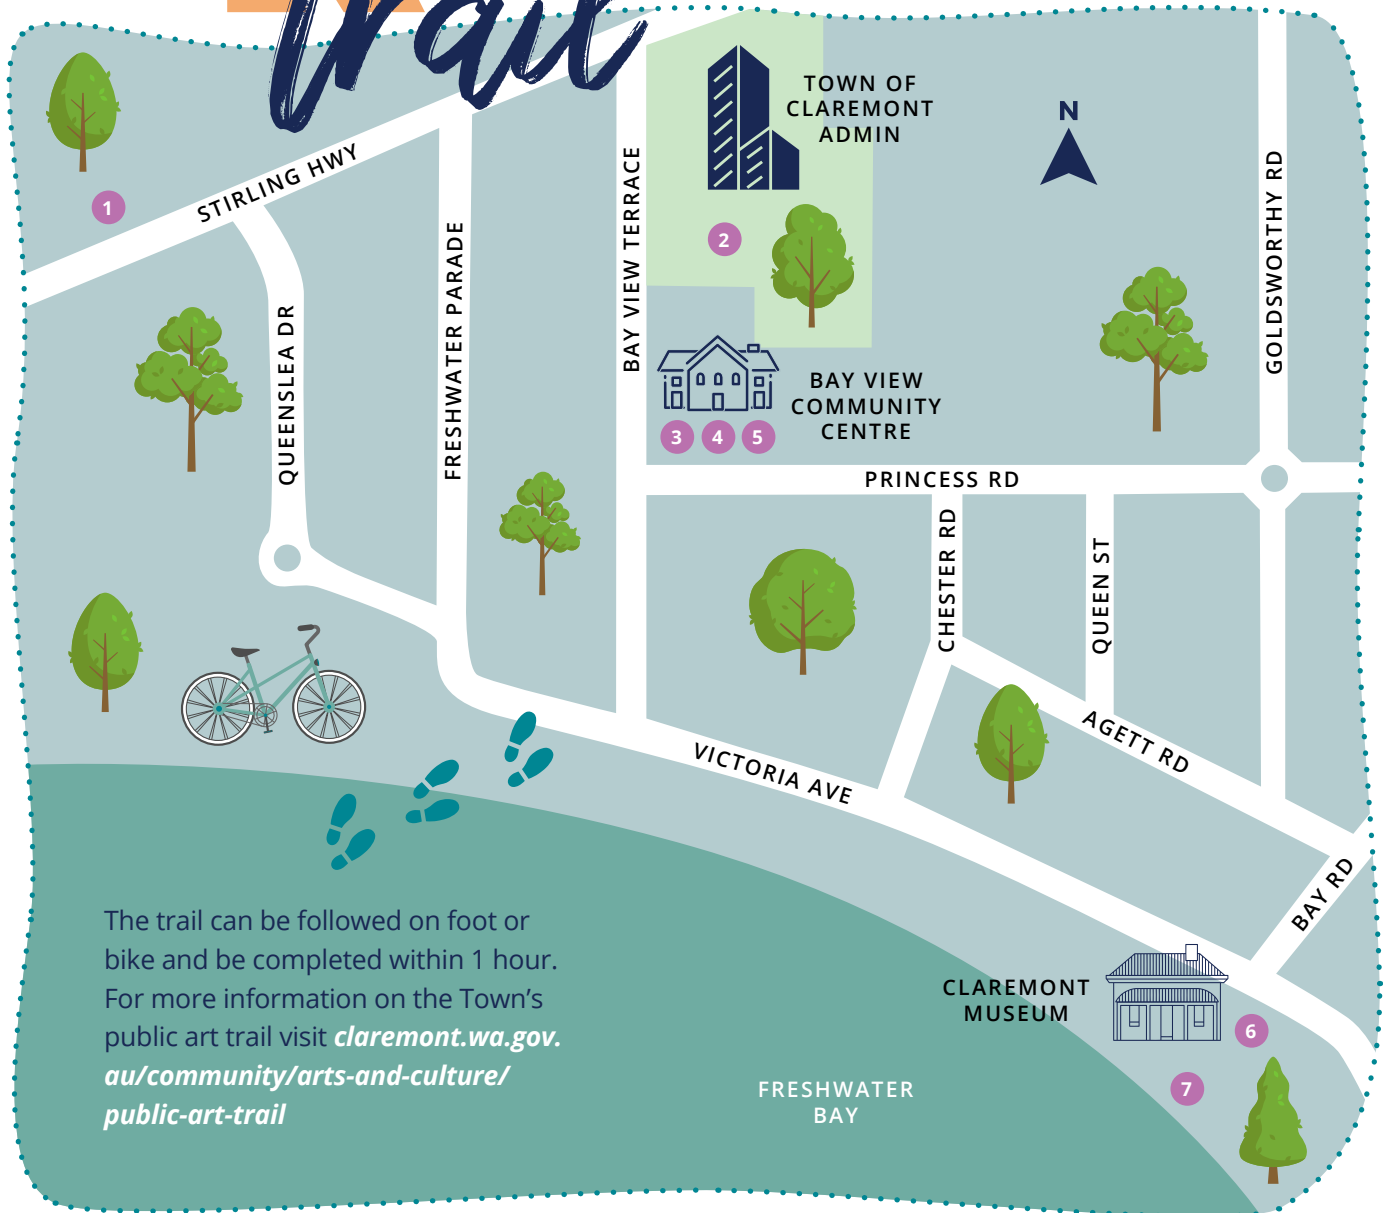 trail
TOWN OF
CLAREMONT
ADMIN
N
1
STIRLING HWY
2
BAY VIEW TERRACE
GOLDSWORTHY RD
FRESHWATER PARADE
QUEENSLEA DR
BAY VIEW
COMMUNITY
CENTRE
3 4 5
PRINCESS RD
CHESTER RD
QUEEN ST
AGETT RD
VICTORIA AVE
BAY RD
The trail can be followed on foot or
bike and be completed within 1 hour.
For more information on the Town’s
public art trail visit claremont.wa.gov.
au/community/arts-and-culture/
public-art-trail
CLAREMONT
MUSEUM
6
7
FRESHWATER
BAY